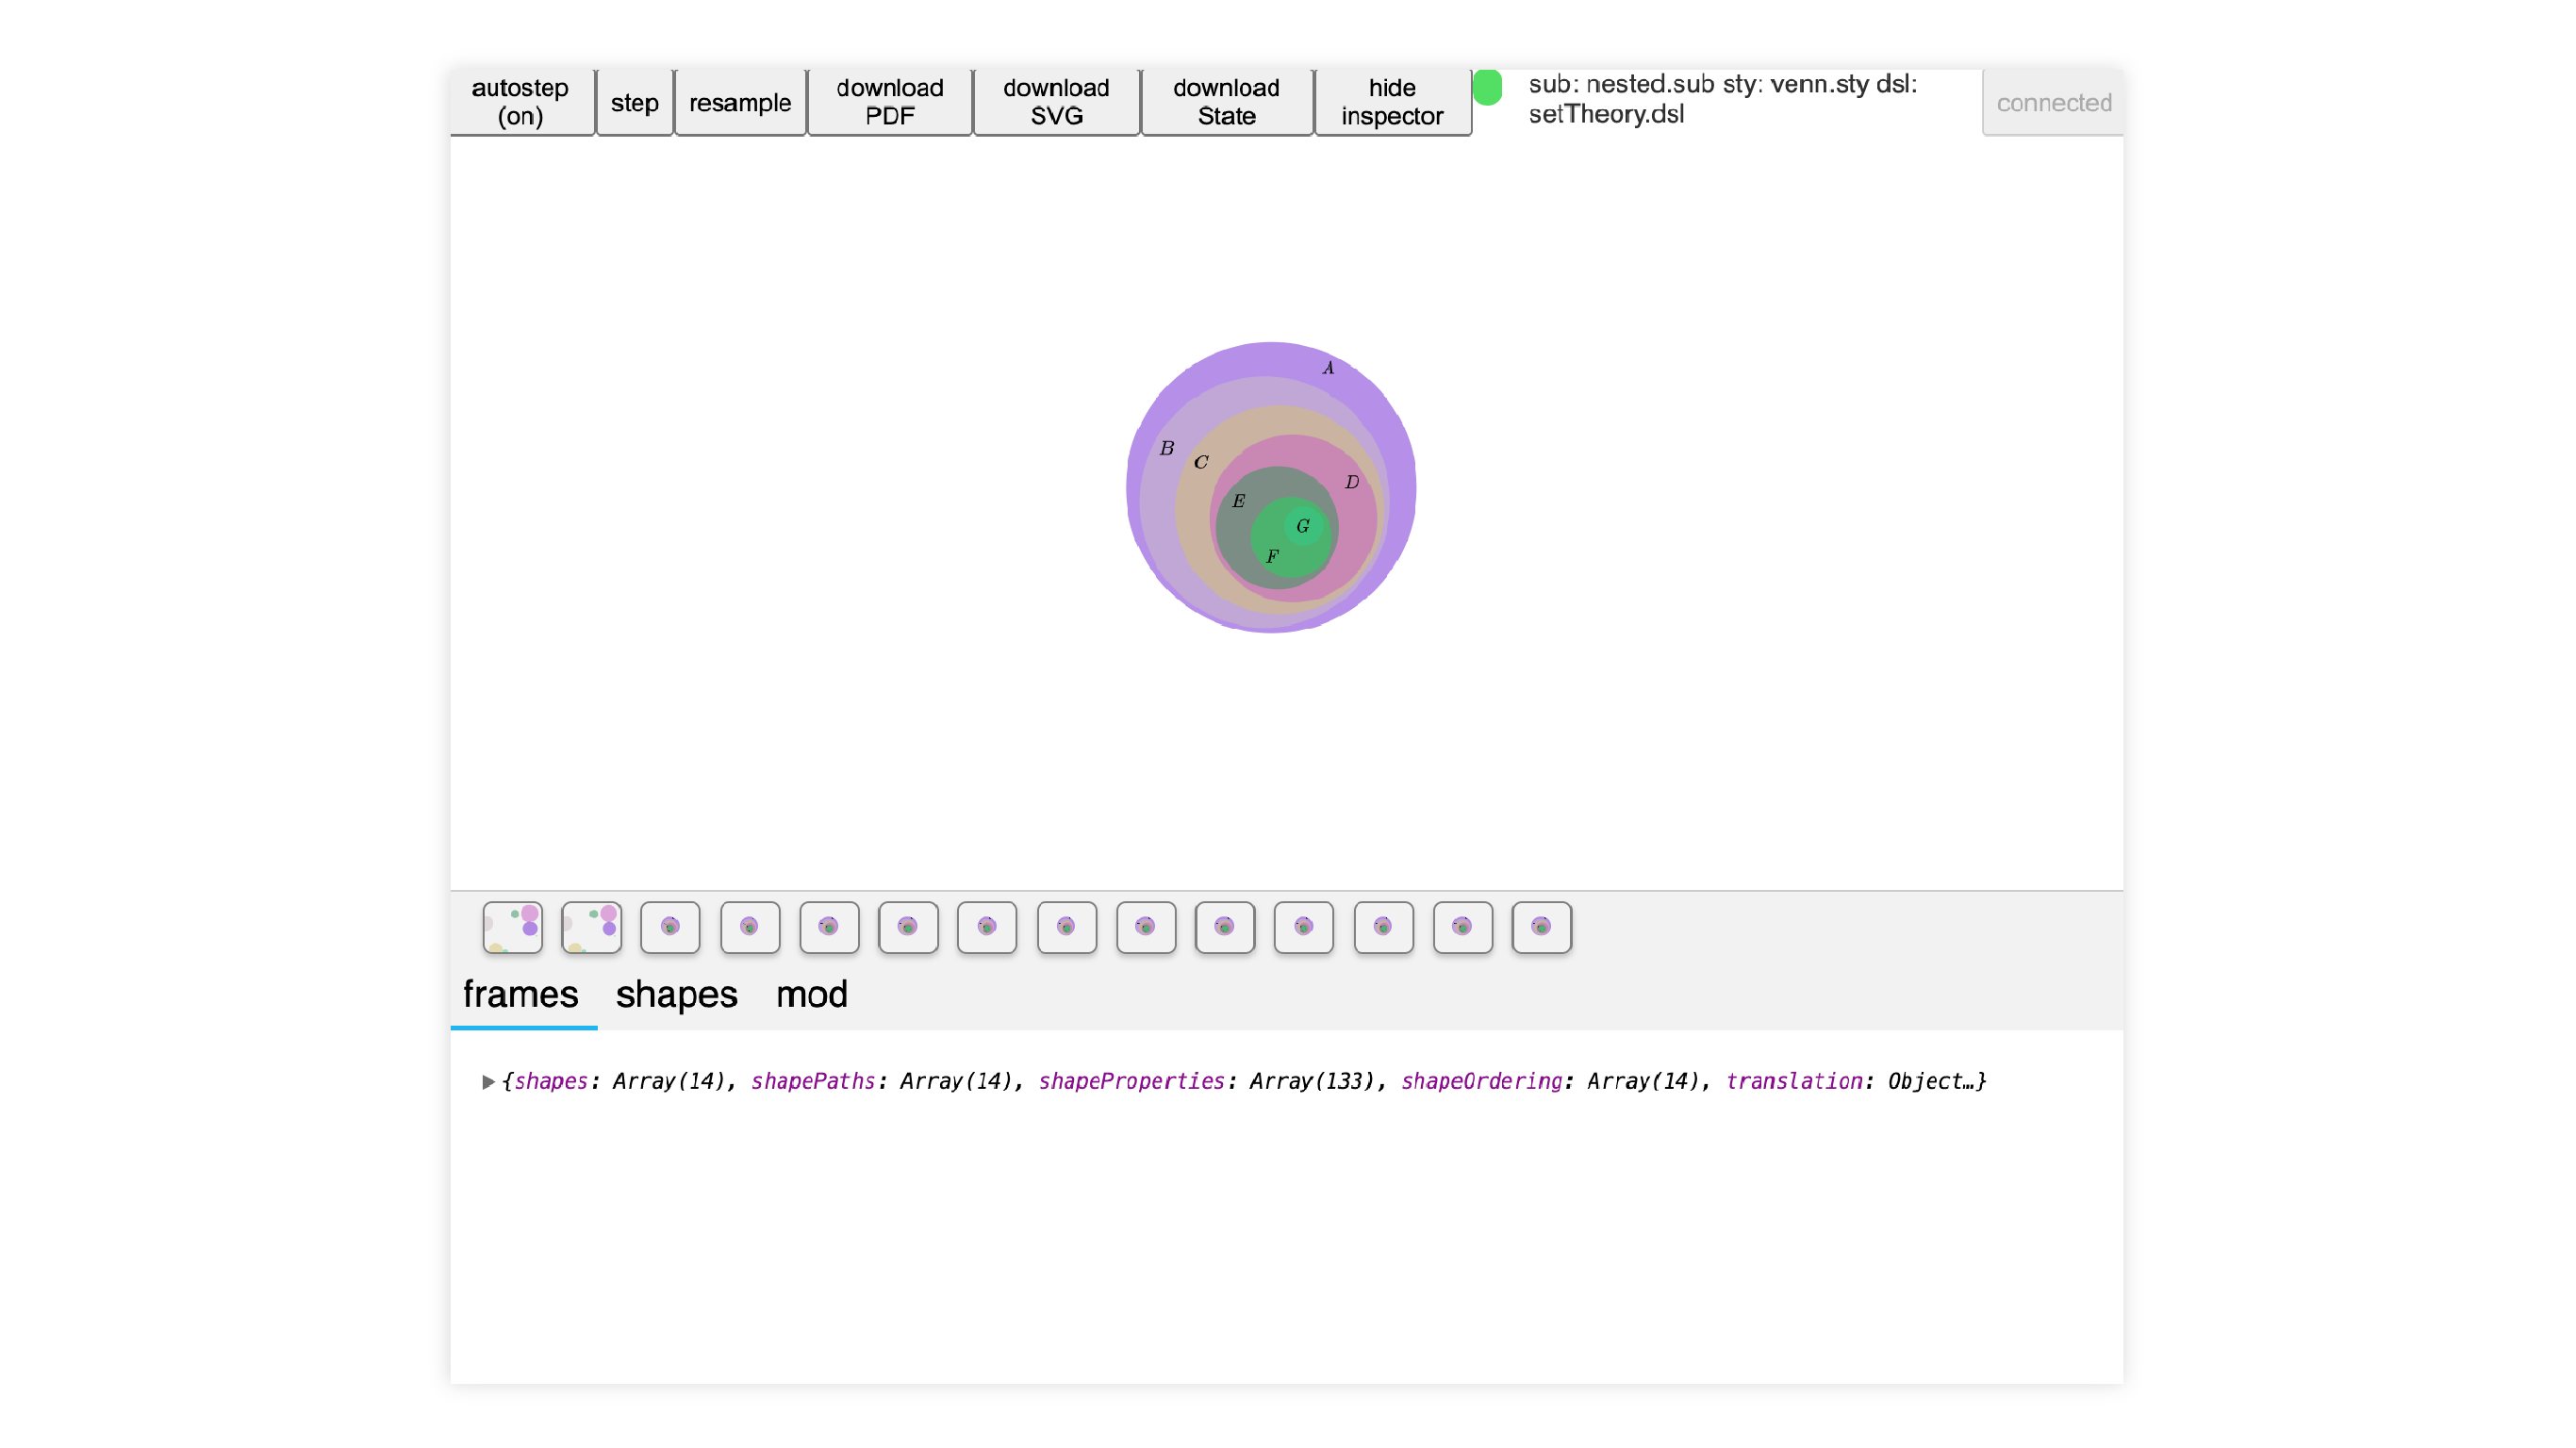 autostep
(on)
step
resample
download
PDF
download
SVG
download
State
hide
inspector
sub: nested.sub sty: venn.sty dsl:
setTheory.dsl
connected
A
B
C
D
E
G
F
frames
shapes
mod
▶{shapes: Array(14), shapePaths: Array(14), shapeProperties: Array(133), shapeOrdering: Array(14), translation: Object…}